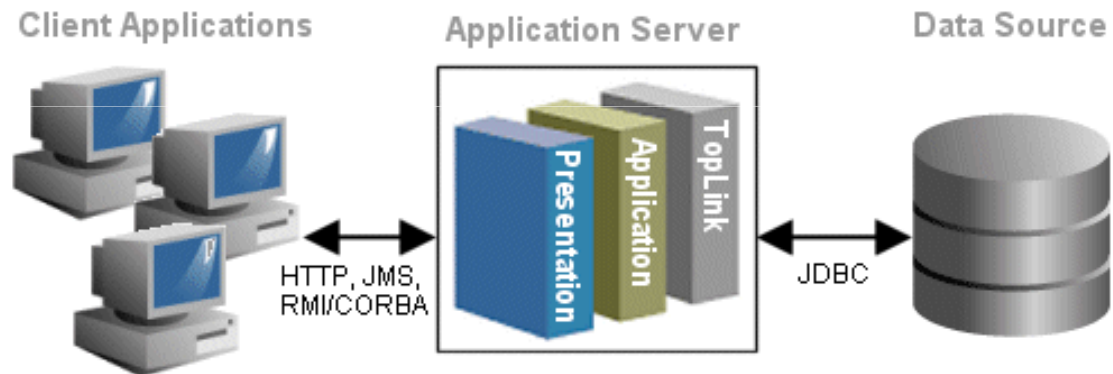 Client Applications
Application Server
Data Source
Presentation
Application
TopLink
HTTP, JMS,
RMI/CORBA
JDBC